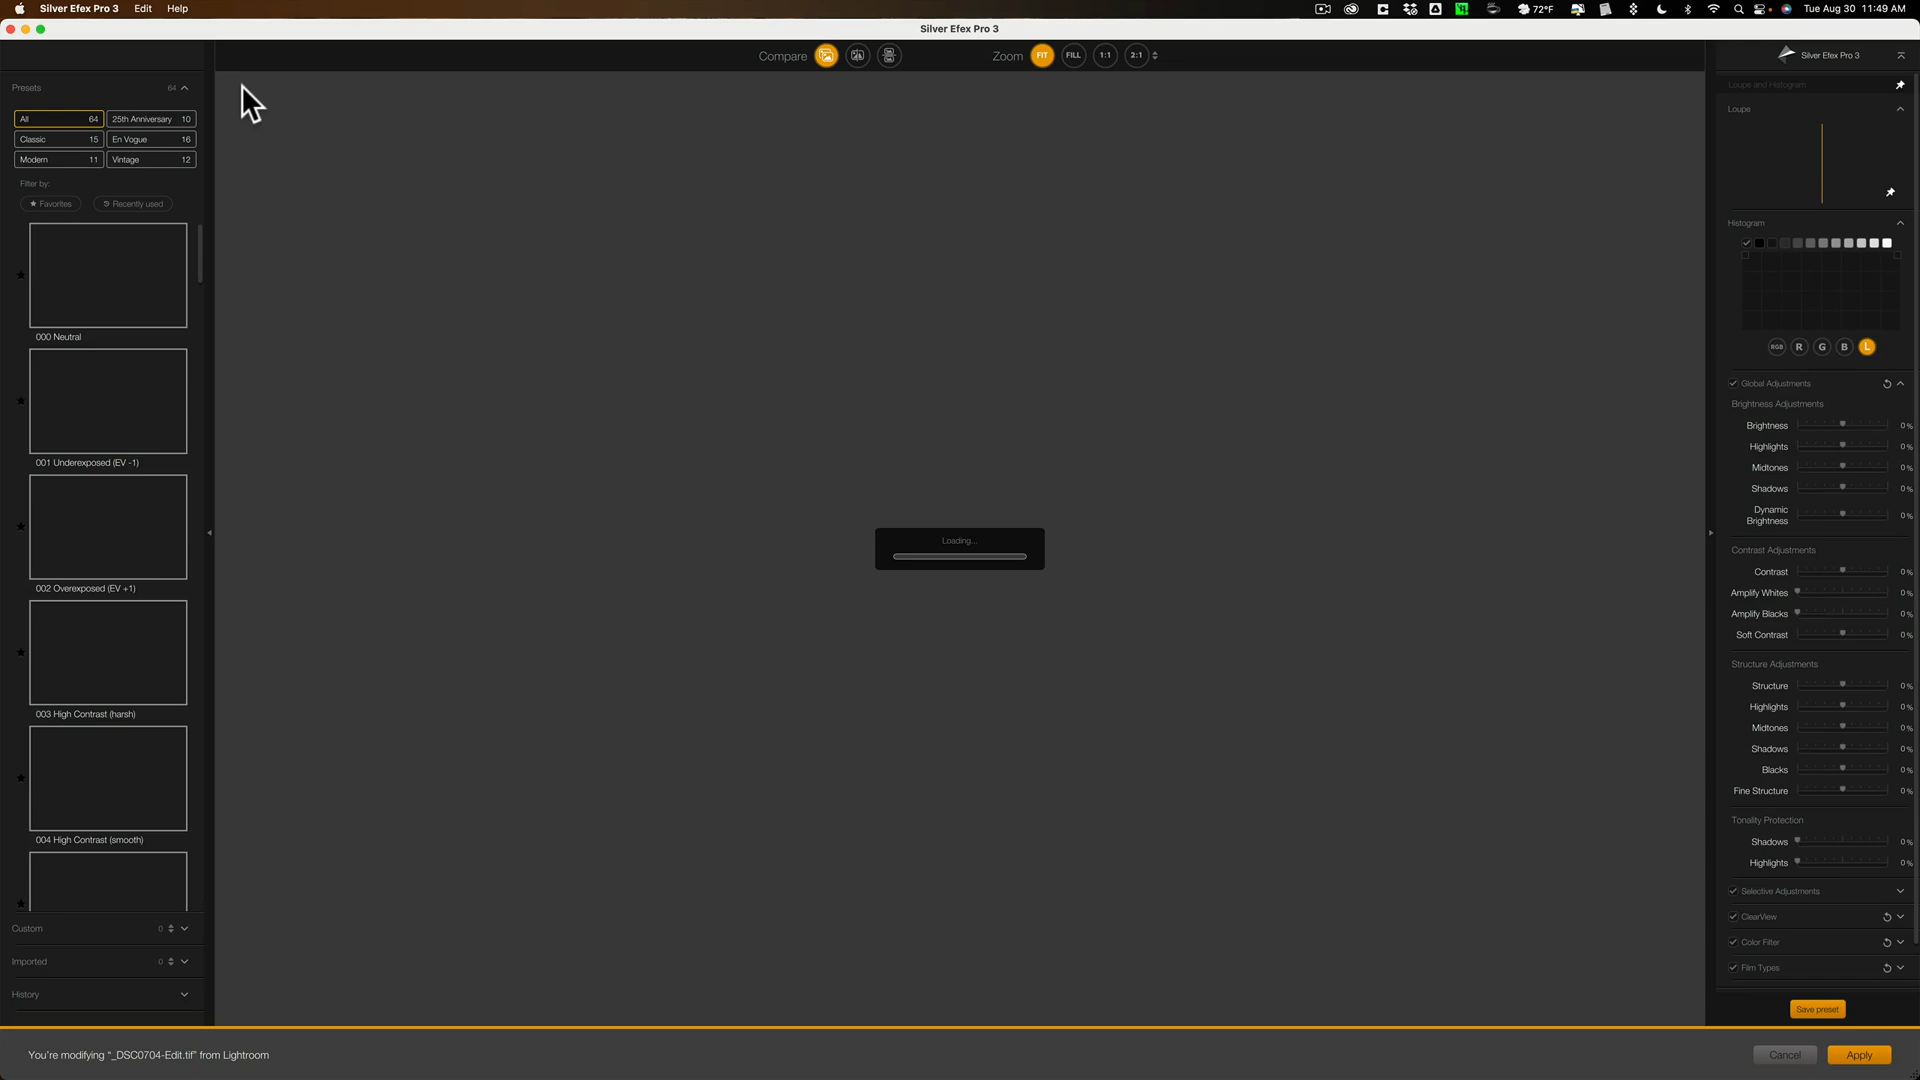 Silver Efex Pro 3 Edit Help
72°F Tue Aug 30 11:49 AM
Silver Efex Pro 3
Compare Zoom FIT FILL 1:1 2:1
Silver Efex Pro 3
Presets 64
All 64 25th Anniversary 10
Classic 15 En Vogue 16
Modern 11 Vintage 12
Filter by:
Favorites Recently used
000 Neutral
001 Underexposed (EV -1)
002 Overexposed (EV +1)
003 High Contrast (harsh)
004 High Contrast (smooth)
Custom 0
Imported 0
History
Loading...
Loupe and Histogram
Loupe
Histogram
RGB R G B L
Global Adjustments
Brightness Adjustments
Brightness 0%
Highlights 0%
Midtones 0%
Shadows 0%
Dynamic
Brightness 0%
Contrast Adjustments
Contrast 0%
Amplify Whites 0%
Amplify Blacks 0%
Soft Contrast 0%
Structure Adjustments
Structure 0%
Highlights 0%
Midtones 0%
Shadows 0%
Blacks 0%
Fine Structure 0%
Tonality Protection
Shadows 0%
Highlights 0%
Selective Adjustments
ClearView
Color Filter
Film Types
Save preset
You're modifying "_DSC0704-Edit.tif" from Lightroom
Cancel Apply